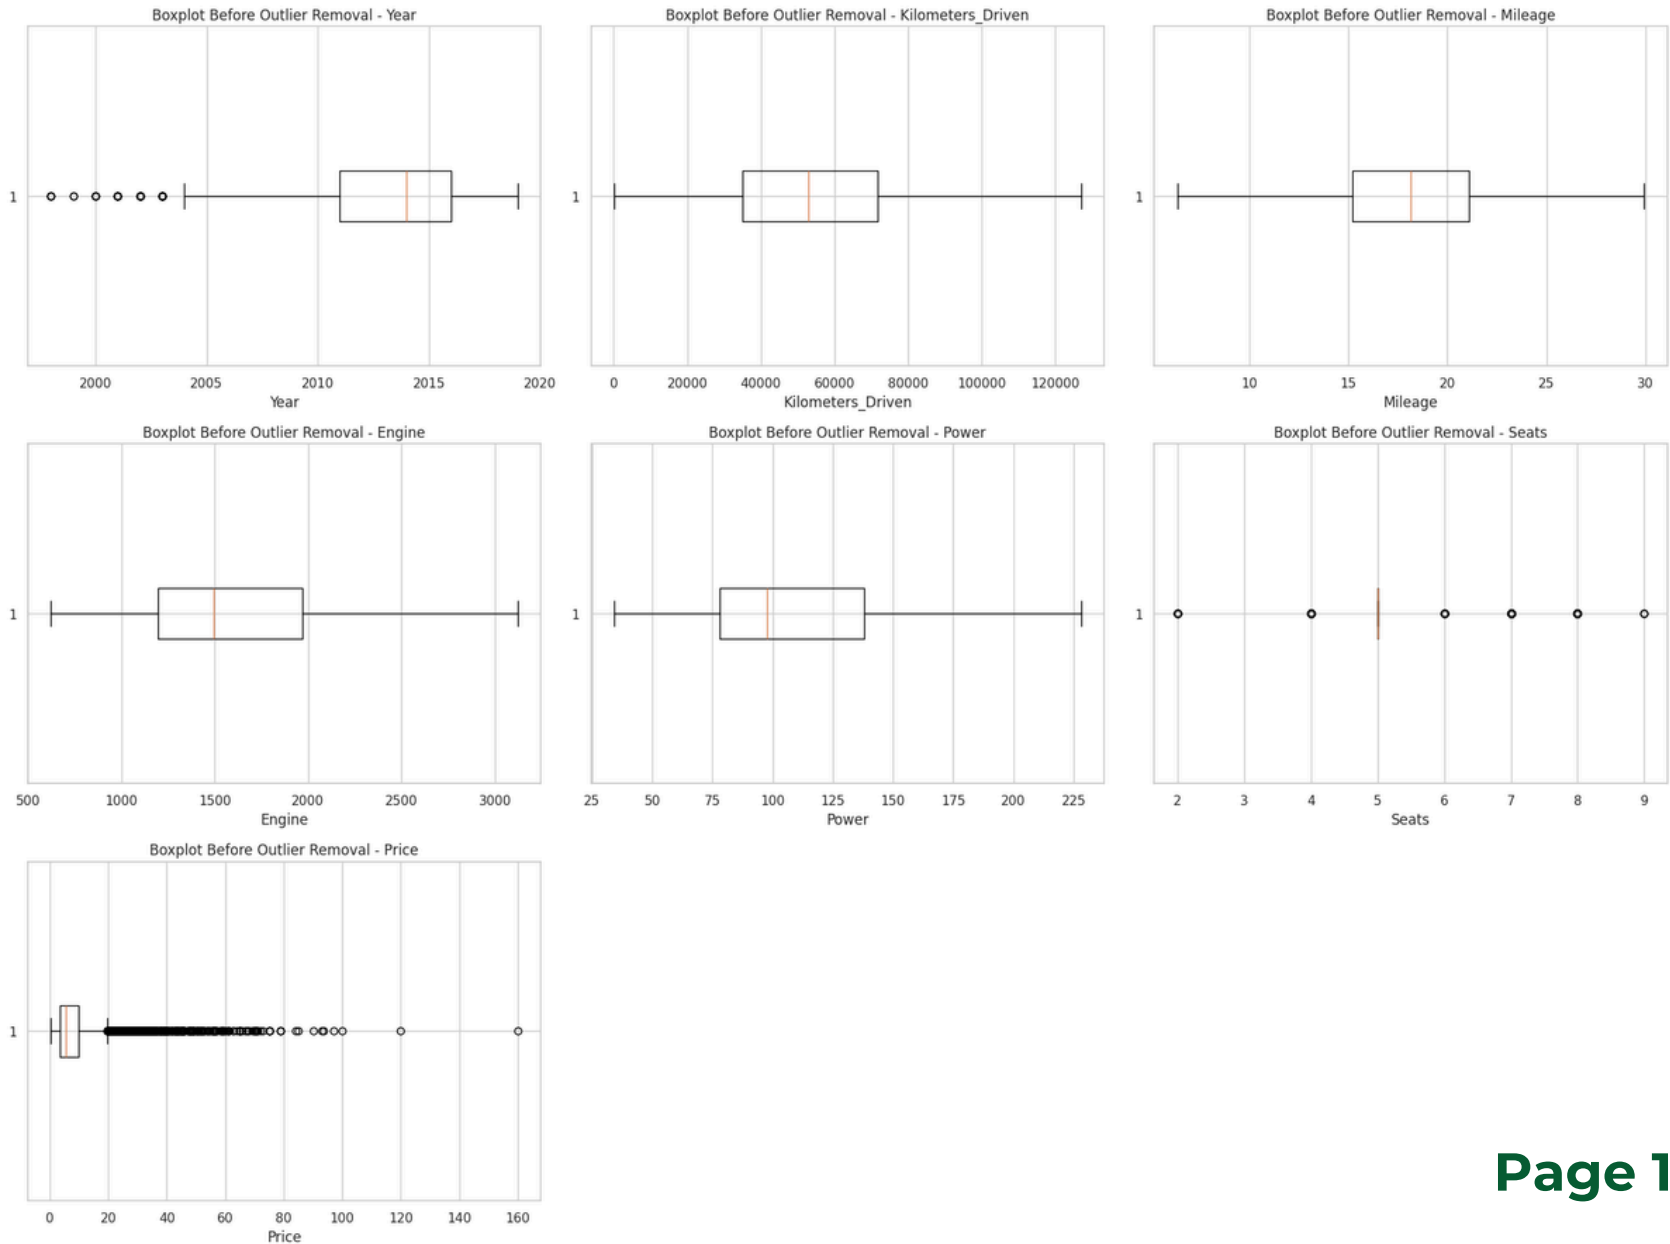 Boxplot Before Outlier Removal - Year
1
2000 2005 2010 2015 2020
Year
Boxplot Before Outlier Removal - Kilometers_Driven
1
0 20000 40000 60000 80000 100000 120000
Kilometers_Driven
Boxplot Before Outlier Removal - Mileage
1
10 15 20 25 30
Mileage
Boxplot Before Outlier Removal - Engine
1
500 1000 1500 2000 2500 3000
Engine
Boxplot Before Outlier Removal - Power
1
25 50 75 100 125 150 175 200 225
Power
Boxplot Before Outlier Removal - Seats
1
2 3 4 5 6 7 8 9
Seats
Boxplot Before Outlier Removal - Price
1
0 20 40 60 80 100 120 140 160
Price
Page 1